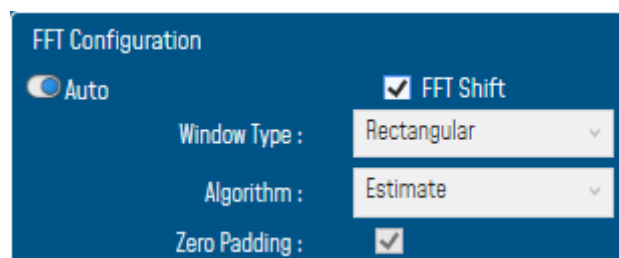 FFT Configuration
Auto FFT Shift
Window Type : Rectangular
Algorithm : Estimate
Zero Padding :